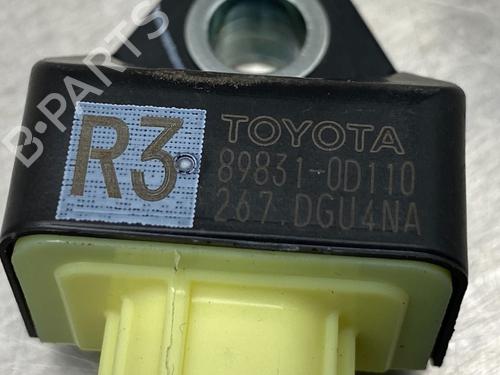 B-PARTS
R3
TOYOTA
89831-0D110
267.DGU4NA